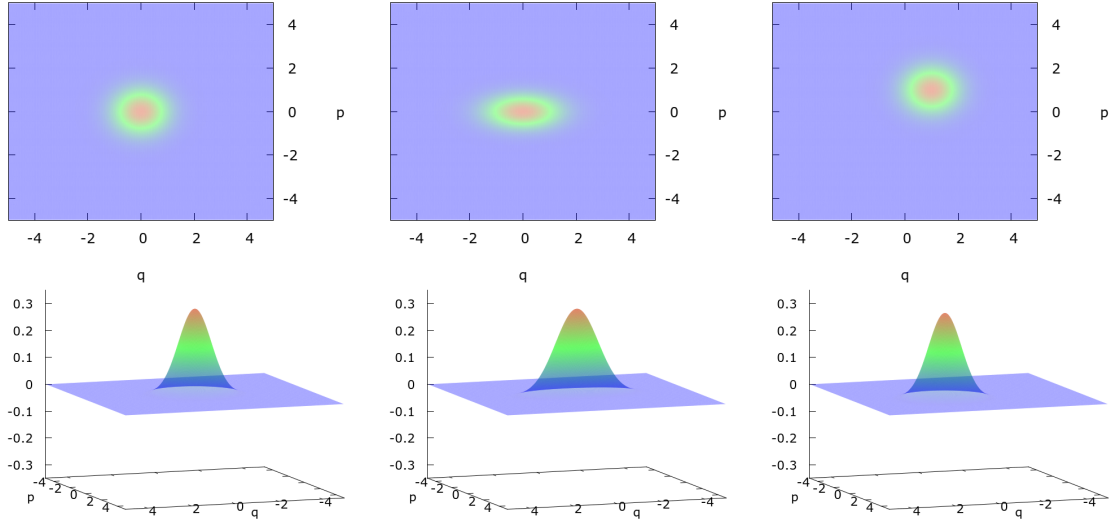 4 4 4
2 2 2
0 p 0 p 0 p
-2 -2 -2
-4 -4 -4
-4 -2 0 2 4 -4 -2 0 2 4 -4 -2 0 2 4
q q q
0.3 0.3 0.3
0.2 0.2 0.2
0.1 0.1 0.1
0 0 0
-0.1 -0.1 -0.1
-0.2 -0.2 -0.2
-0.3 -0.3 -0.3
-4 -2 0 2 4 -4 -2 0 2 4 -4 -2 0 2 4
p p p
4 2 0 -2 -4 4 2 0 -2 -4 4 2 0 -2 -4
q q q